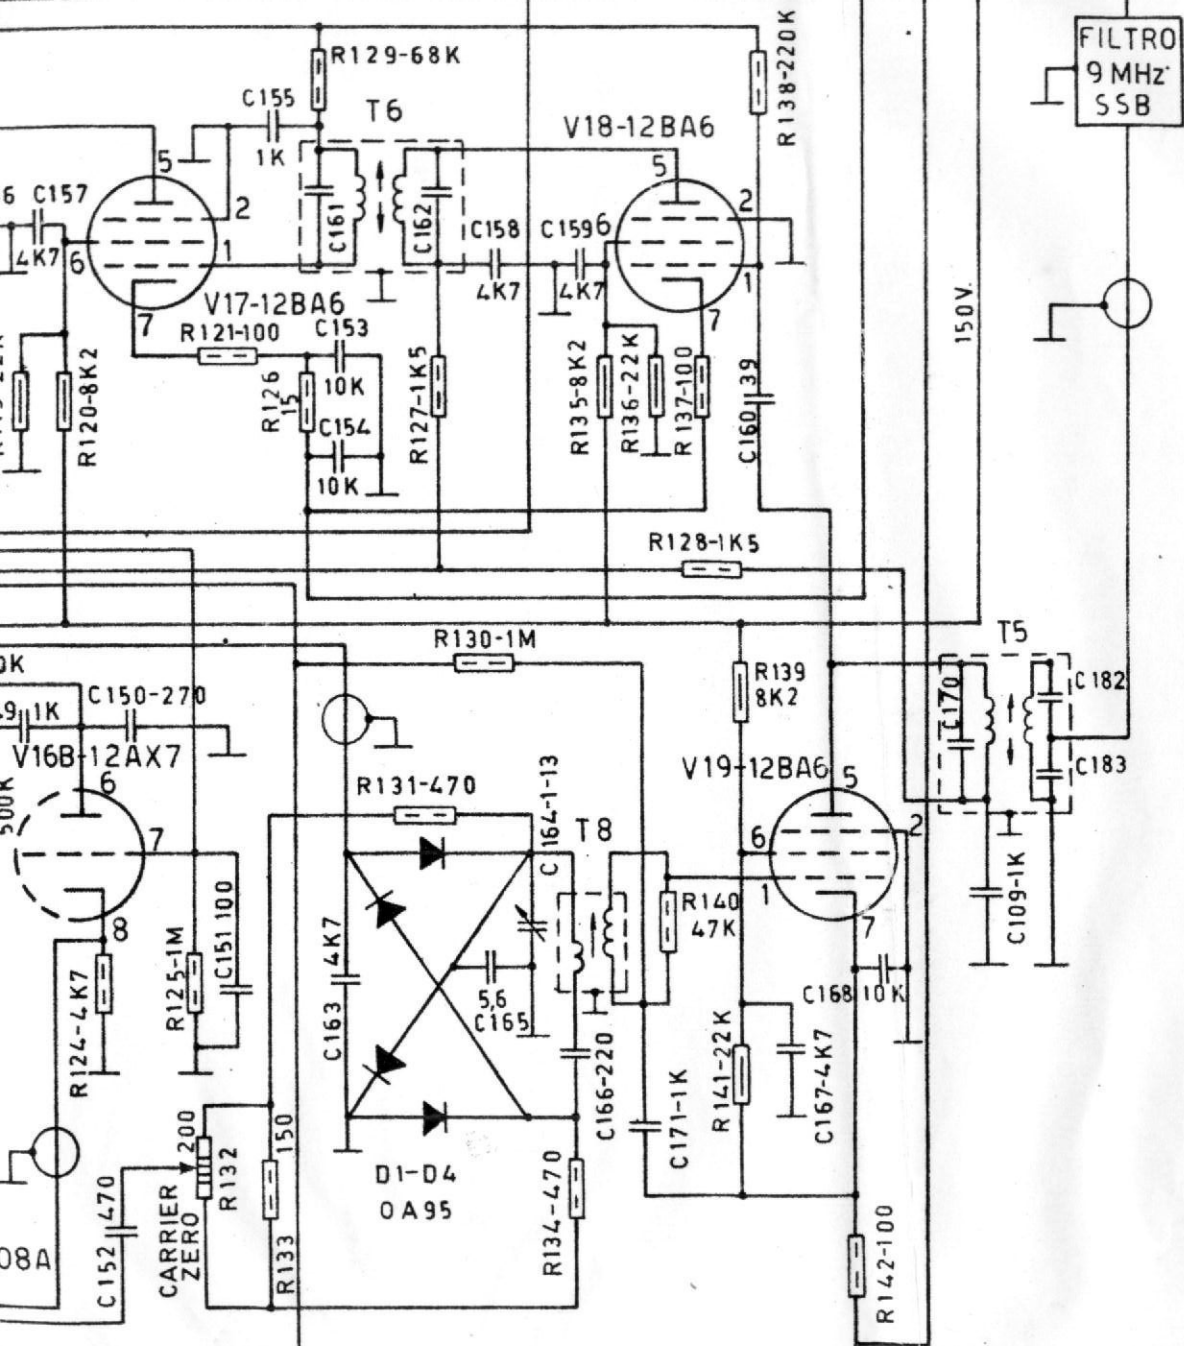 R129-68K
C155
1K
T6
V18-12BA6
R138-220K
FILTRO
9 MHz
SSB
5
2
1
6
7
6
C157
4K7
V17-12BA6
C161
C162
C158
4K7
C159
4K7
5
2
6
1
7
R121-100
C153
10K
R126
15
C154
10K
R120-8K2
R127-1K5
R135-8K2
R136-22K
R137-100
C160
39
150V.
R128-1K5
R130-1M
T5
R139
8K2
C170
C182
C183
C109-1K
0K
1K
C150-270
V16B-12AX7
6
7
8
500K
R131-470
C164-1-13
T8
V19-12BA6
5
2
6
1
7
R140
47K
C168
10K
R124-4K7
R125-1M
C151 100
C163
4K7
5,6
C165
C166-220
C171-1K
R141-22K
C167-4K7
R142-100
D1-D4
OA95
R134-470
R133
150
200
R132
CARRIER
ZERO
C152
470
08A